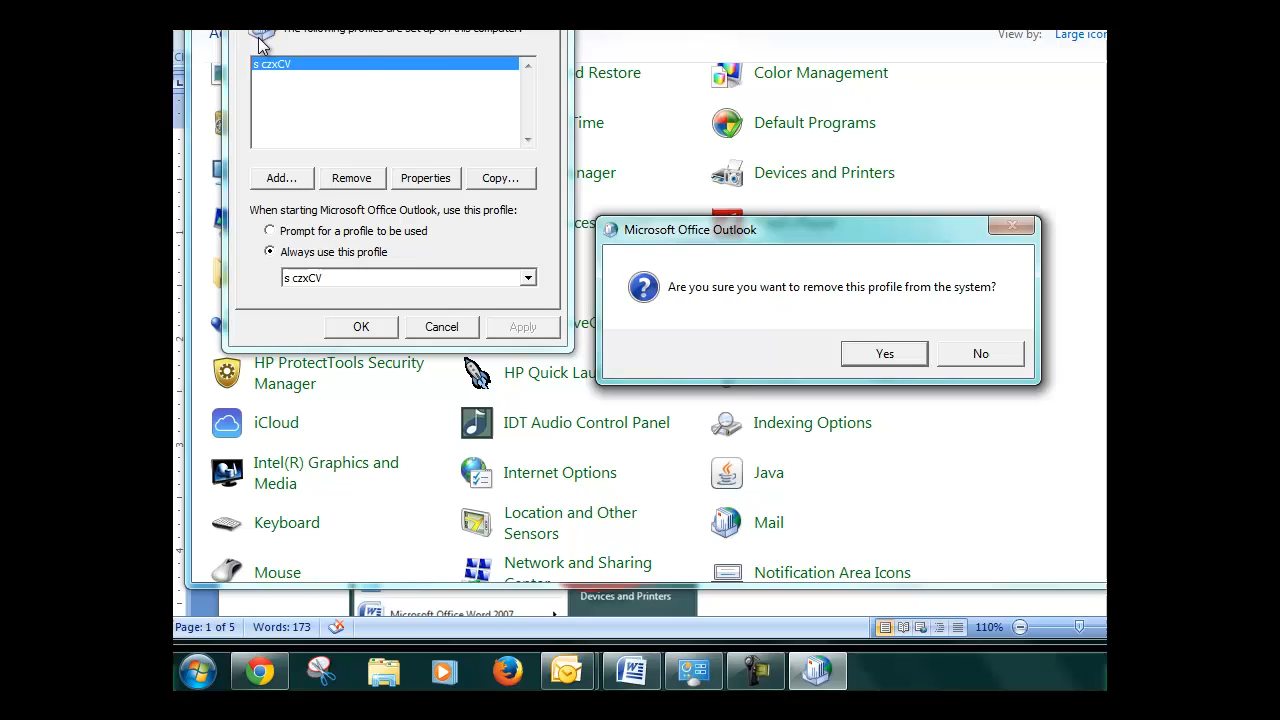 The following profiles are set up on this computer:
View by: Large icon
s czxCV
d Restore
Color Management
Time
Default Programs
Add...
Remove
Properties
Copy...
nager
Devices and Printers
When starting Microsoft Office Outlook, use this profile:
Prompt for a profile to be used
Always use this profile
s czxCV
OK
Cancel
Apply
Microsoft Office Outlook
Are you sure you want to remove this profile from the system?
Yes
No
HP ProtectTools Security
Manager
HP Quick Lau
iCloud
IDT Audio Control Panel
Indexing Options
Intel(R) Graphics and
Media
Internet Options
Java
Keyboard
Location and Other
Sensors
Mail
Mouse
Network and Sharing
Notification Area Icons
Devices and Printers
Microsoft Office Word 2007
Page: 1 of 5
Words: 173
110%